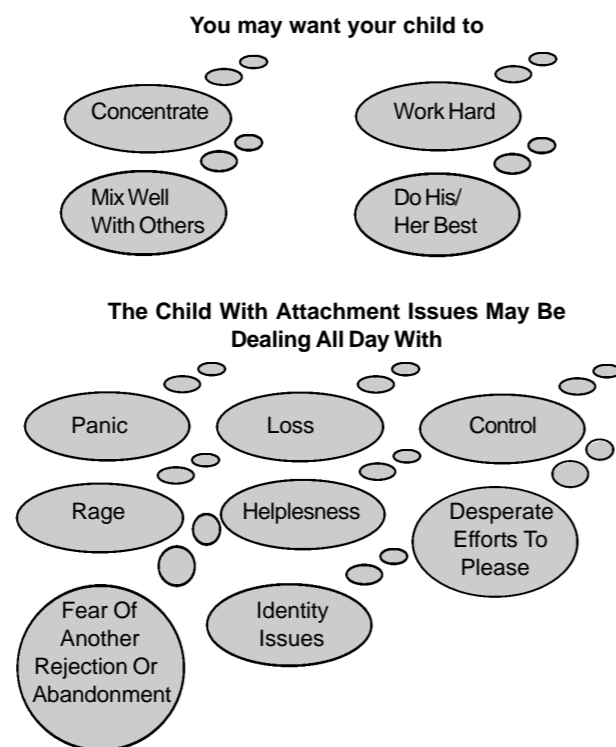 You may want your child to
Concentrate
Work Hard
Mix Well
With Others
Do His/
Her Best
The Child With Attachment Issues May Be
Dealing All Day With
Panic
Loss
Control
Rage
Helplesness
Desperate
Efforts To
Please
Fear Of
Another
Rejection Or
Abandonment
Identity
Issues